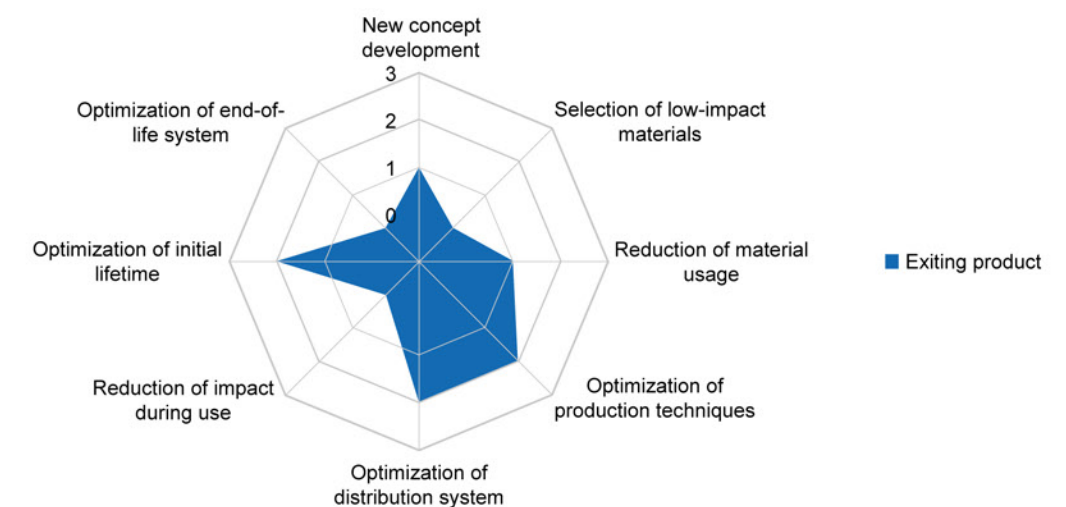 New concept
development
3
Optimization of end-of-
life system
Selection of low-impact
materials
2
1
0
Optimization of initial
lifetime
Reduction of material
usage
Exiting product
Reduction of impact
during use
Optimization of
production techniques
Optimization of
distribution system